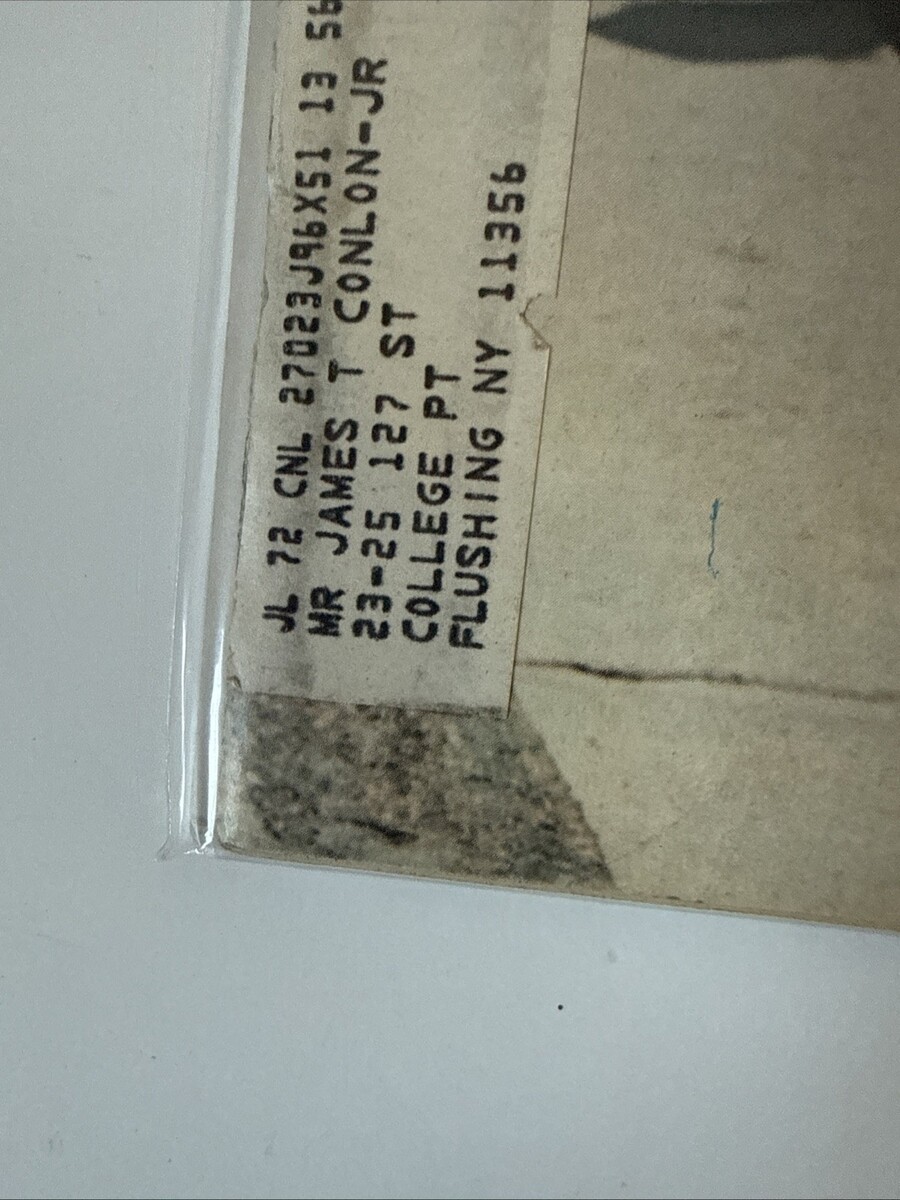 JL 72 CNL 27023J96X51 13 56
MR JAMES T CONLON-JR
23-25 127 ST
COLLEGE PT
FLUSHING NY 11356